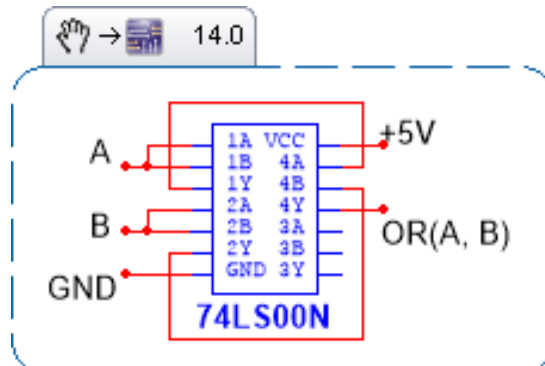 14.0
A
B
GND
1A VCC
1B 4A
1Y 4B
2A 4Y
2B 3A
2Y 3B
GND 3Y
74LS00N
+5V
OR(A, B)